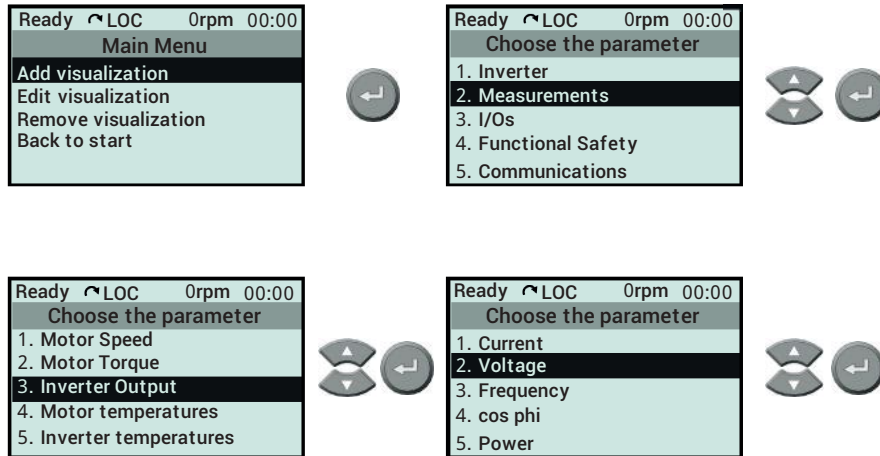 Ready LOC 0rpm 00:00
Main Menu
Add visualization
Edit visualization
Remove visualization
Back to start
Ready LOC 0rpm 00:00
Choose the parameter
1. Inverter
2. Measurements
3. I/Os
4. Functional Safety
5. Communications
Ready LOC 0rpm 00:00
Choose the parameter
1. Motor Speed
2. Motor Torque
3. Inverter Output
4. Motor temperatures
5. Inverter temperatures
Ready LOC 0rpm 00:00
Choose the parameter
1. Current
2. Voltage
3. Frequency
4. cos phi
5. Power